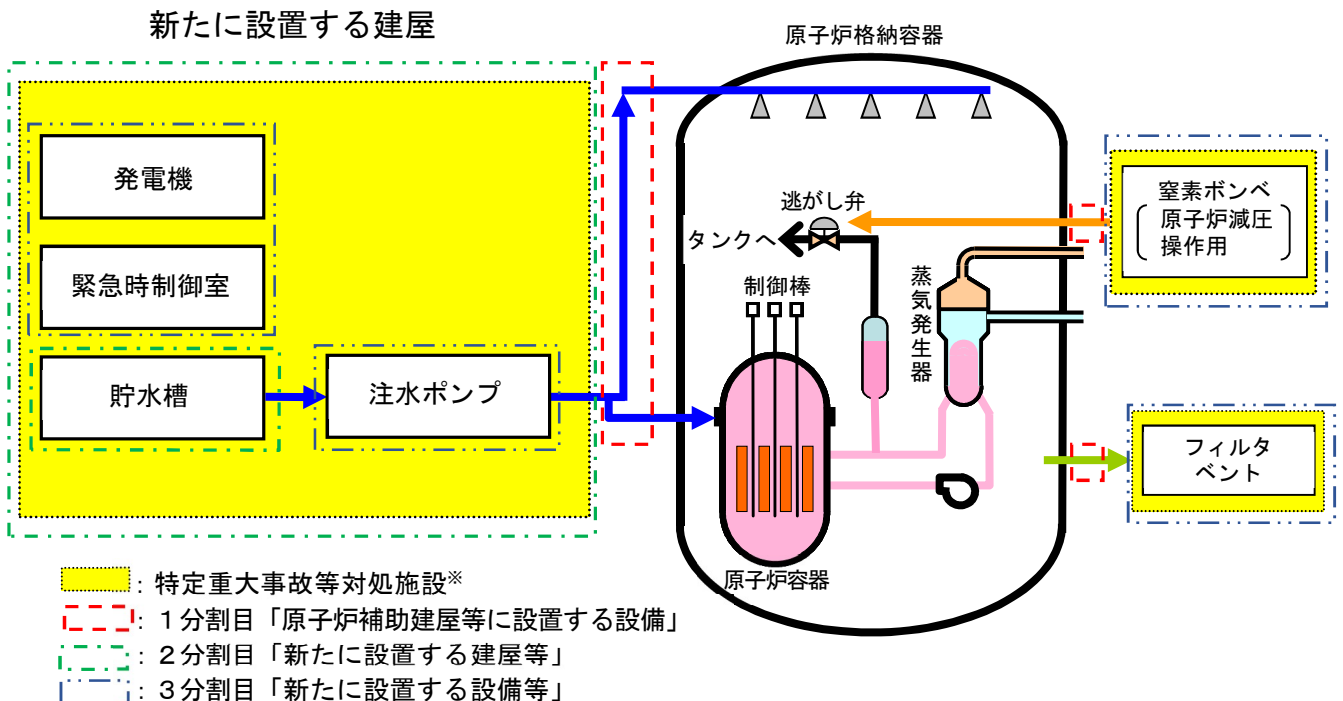 新たに設置する建屋
発電機
緊急時制御室
貯水槽
注水ポンプ
原子炉格納容器
逃がし弁
タンクへ
制御棒
蒸気発生器
原子炉容器
窒素ボンベ
原子炉減圧
操作用
フィルタ
ベント
：特定重大事故等対処施設※
：１分割目「原子炉補助建屋等に設置する設備」
：２分割目「新たに設置する建屋等」
：３分割目「新たに設置する設備等」